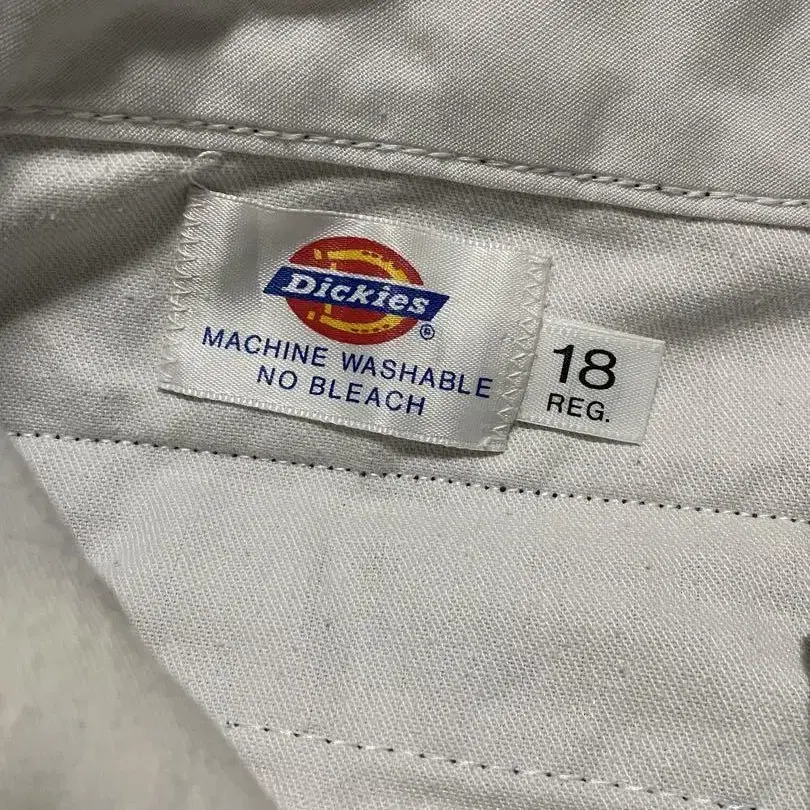 Dickies®
MACHINE WASHABLE
NO BLEACH
18
REG.